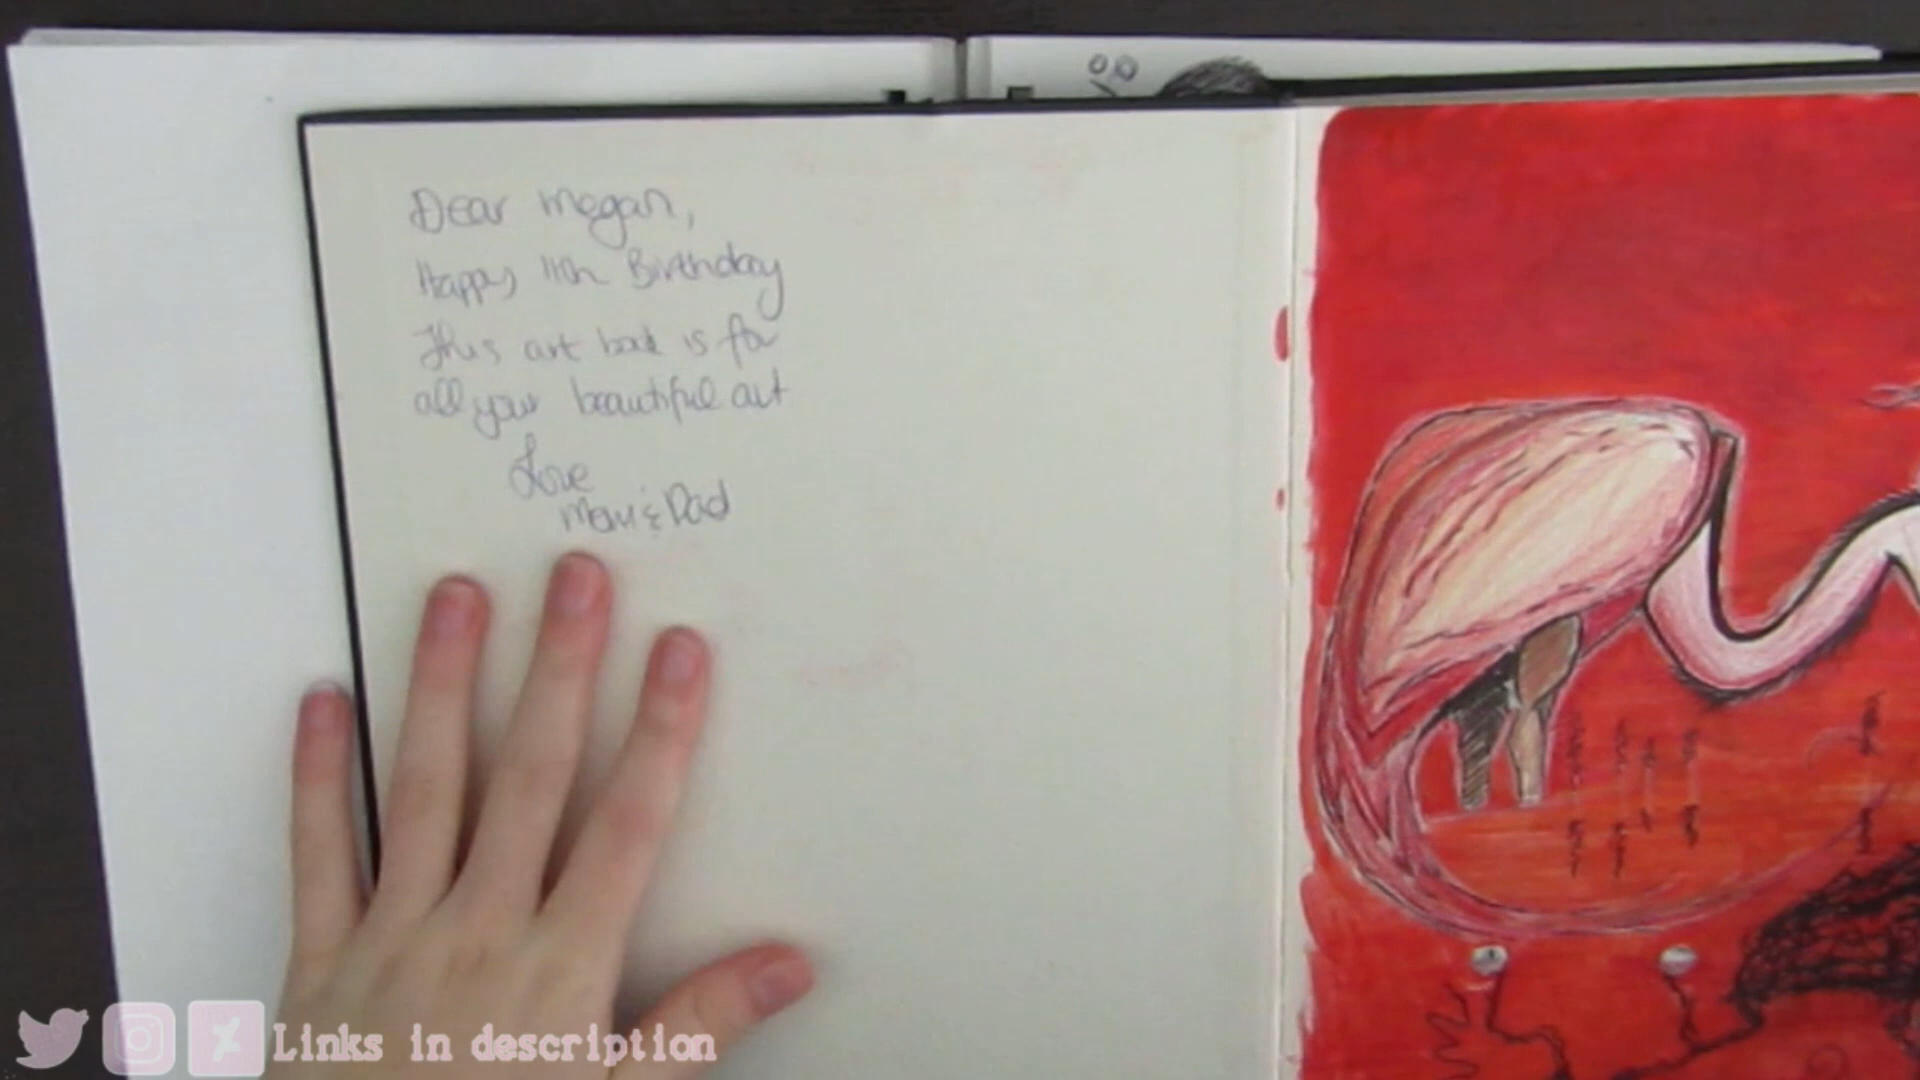 Dear Megan,
Happy 11th Birthday
This art book is for
all your beautiful art
Love
Mom & Dad
Links in description